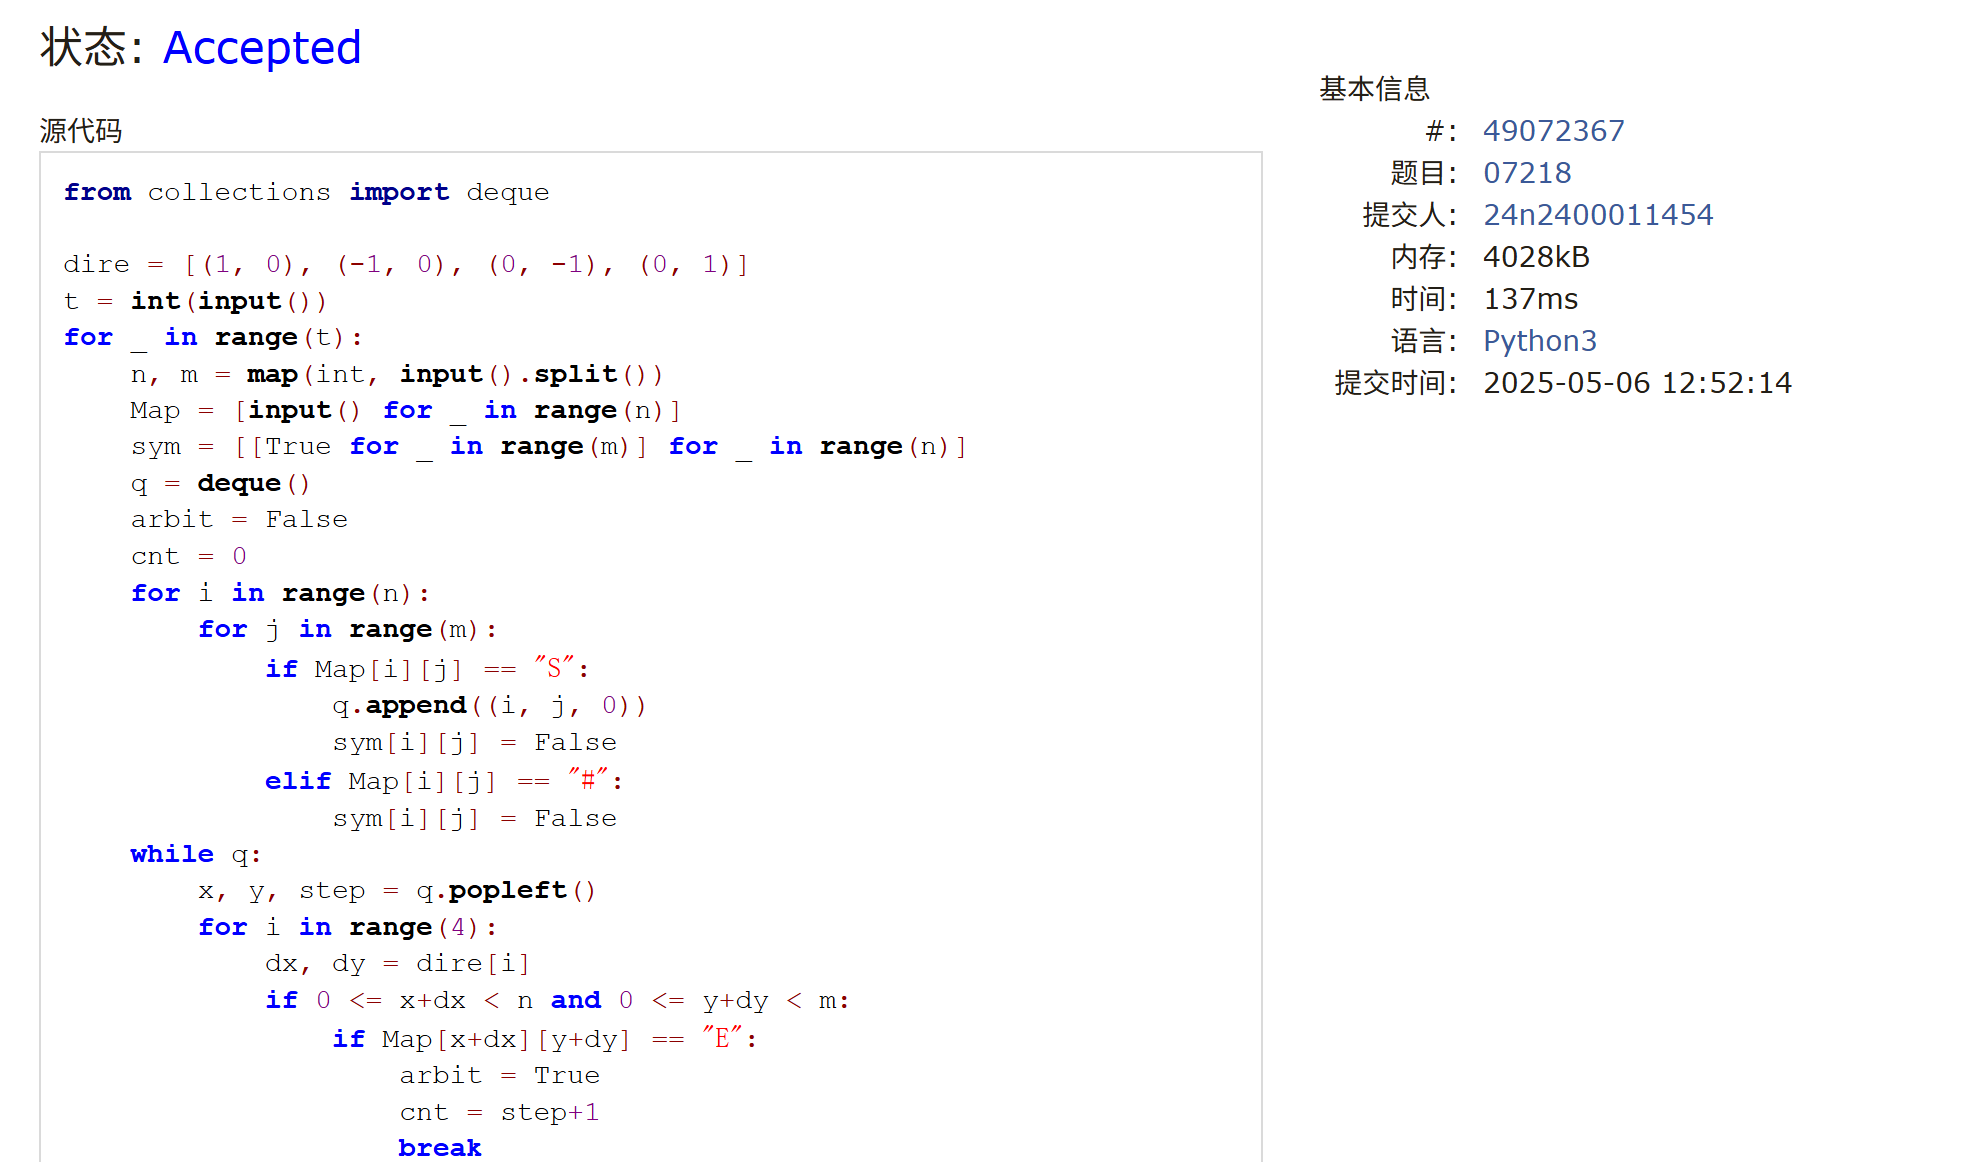 状态: Accepted
源代码
from collections import deque

dire = [(1, 0), (-1, 0), (0, -1), (0, 1)]
t = int(input())
for _ in range(t):
    n, m = map(int, input().split())
    Map = [input() for _ in range(n)]
    sym = [[True for _ in range(m)] for _ in range(n)]
    q = deque()
    arbit = False
    cnt = 0
    for i in range(n):
        for j in range(m):
            if Map[i][j] == "S":
                q.append((i, j, 0))
                sym[i][j] = False
            elif Map[i][j] == "#":
                sym[i][j] = False
    while q:
        x, y, step = q.popleft()
        for i in range(4):
            dx, dy = dire[i]
            if 0 <= x+dx < n and 0 <= y+dy < m:
                if Map[x+dx][y+dy] == "E":
                    arbit = True
                    cnt = step+1
                    break
基本信息
#: 49072367
题目: 07218
提交人: 24n2400011454
内存: 4028kB
时间: 137ms
语言: Python3
提交时间: 2025-05-06 12:52:14